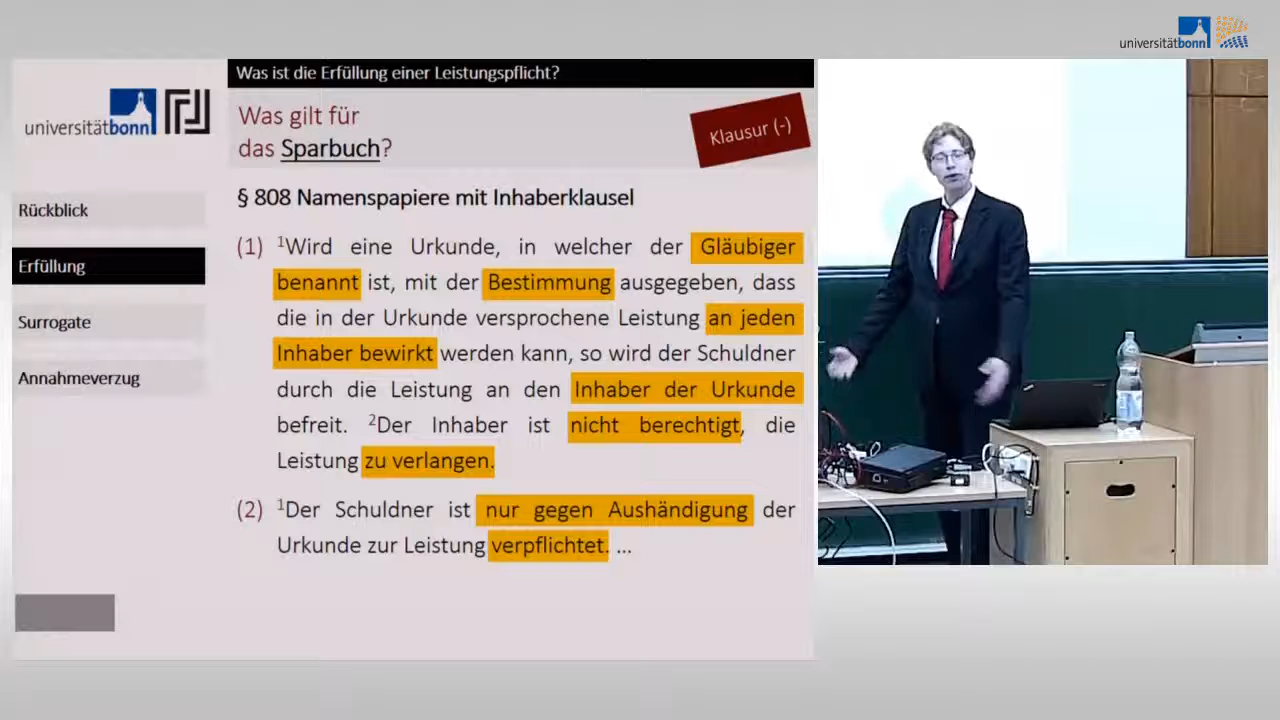 universitätbonn
Was ist die Erfüllung einer Leistungspflicht?
universitätbonn
Was gilt für
das Sparbuch?
Klausur (-)
Rückblick
Erfüllung
Surrogate
Annahmeverzug
§ 808 Namenspapiere mit Inhaberklausel
(1) ¹Wird eine Urkunde, in welcher der Gläubiger
benannt ist, mit der Bestimmung ausgegeben, dass
die in der Urkunde versprochene Leistung an jeden
Inhaber bewirkt werden kann, so wird der Schuldner
durch die Leistung an den Inhaber der Urkunde
befreit. ²Der Inhaber ist nicht berechtigt, die
Leistung zu verlangen.
(2) ¹Der Schuldner ist nur gegen Aushändigung der
Urkunde zur Leistung verpflichtet. ...